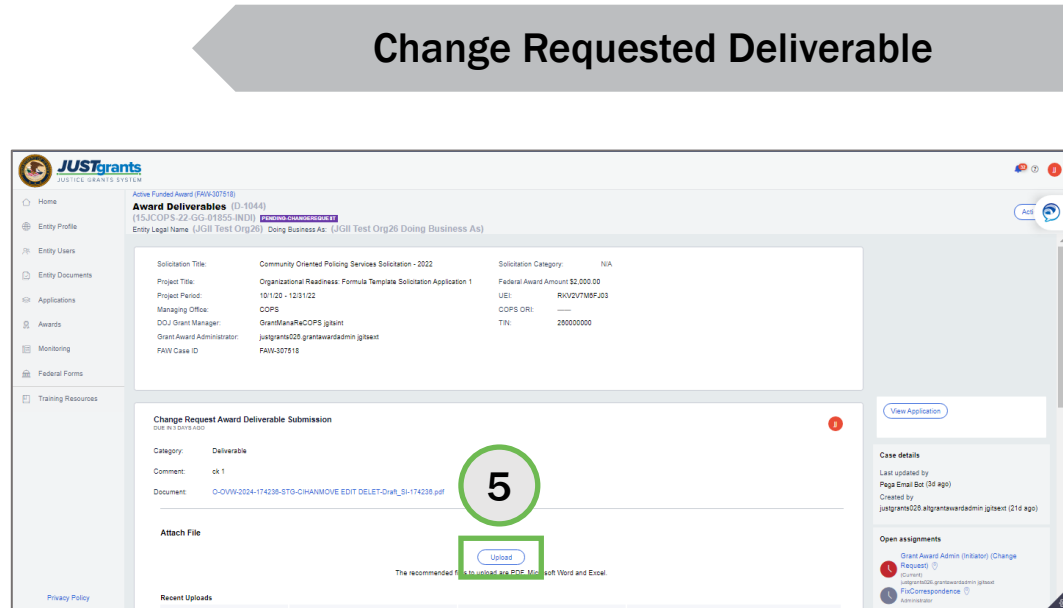 Change Requested Deliverable
JUSTgrants
JUSTICE GRANTS SYSTEM
Home
Entity Profile
Entity Users
Entity Documents
Applications
Awards
Monitoring
Federal Forms
Training Resources
Privacy Policy
Active Funded Award (FAW-307518)
Award Deliverables (D-1044)
(15JCOPS-22-GG-01855-INDI) PENDING-CHANGEREQUEST
Entity Legal Name (JGII Test Org26) Doing Business As: (JGII Test Org26 Doing Business As)
Acti
Solicitation Title: Community Oriented Policing Services Solicitation - 2022 Solicitation Category: N/A
Project Title: Organizational Readiness: Formula Template Solicitation Application 1 Federal Award Amount $2,000.00
Project Period: 10/1/20 - 12/31/22 UEI: RKV2V7M6FJ03
Managing Office: COPS COPS ORI: ——
DOJ Grant Manager: GrantManaReCOPS jgitsint TIN: 260000000
Grant Award Administrator: justgrants026.grantawardadmin jgitsext
FAW Case ID FAW-307518
Change Request Award Deliverable Submission
DUE IN 3 DAYS AGO
JJ
Category: Deliverable
Comment: ck 1
Document: O-OVW-2024-174236-STG-CIHANMOVE EDIT DELET-Draft_SI-174236.pdf
5
Attach File
Upload
The recommended files to upload are PDF, Microsoft Word and Excel.
Recent Uploads
View Application
Case details
Last updated by
Pega Email Bot (3d ago)
Created by
justgrants026.altgrantawardadmin jgitsext (21d ago)
Open assignments
Grant Award Admin (Initiator) (Change
Request)
(Current)
justgrants026.grantawardadmin jgitsext
FixCorrespondence
Administrator